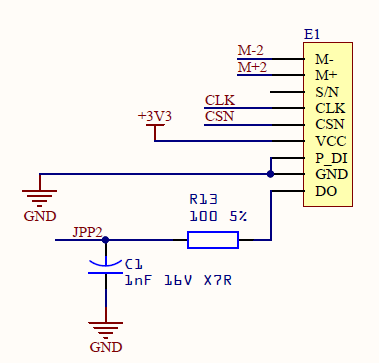 E1
M-2
M-
M+2
M+
S/N
CLK
CLK
CSN
CSN
+3V3
VCC
P_DI
GND
DO
GND
R13
100 5%
JPP2
C1
1nF 16V X7R
GND